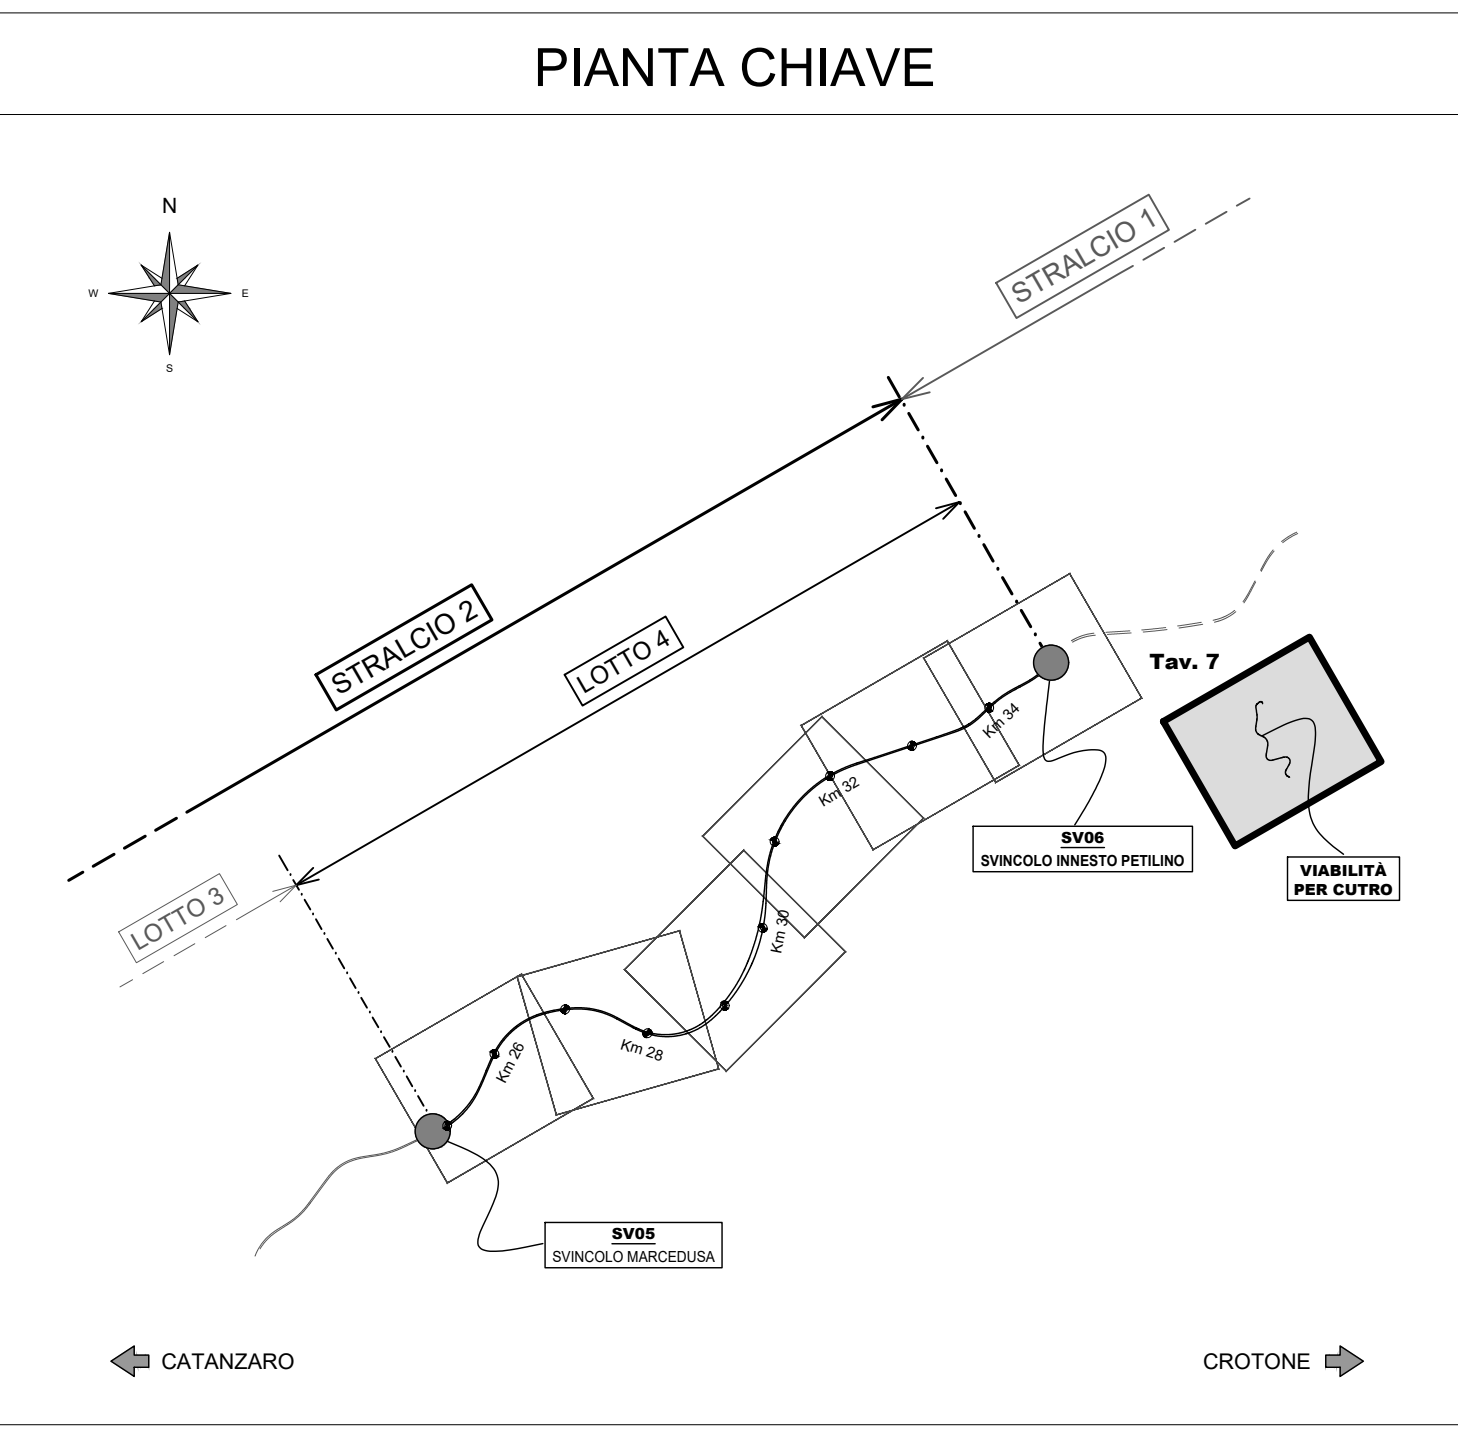 PIANTA CHIAVE
N
W
E
S
STRALCIO 1
STRALCIO 2
LOTTO 4
LOTTO 3
Tav. 7
Km 34
Km 32
Km 30
Km 28
Km 26
SV06
SVINCOLO INNESTO PETILINO
VIABILITÀ
PER CUTRO
SV05
SVINCOLO MARCEDUSA
CATANZARO
CROTONE